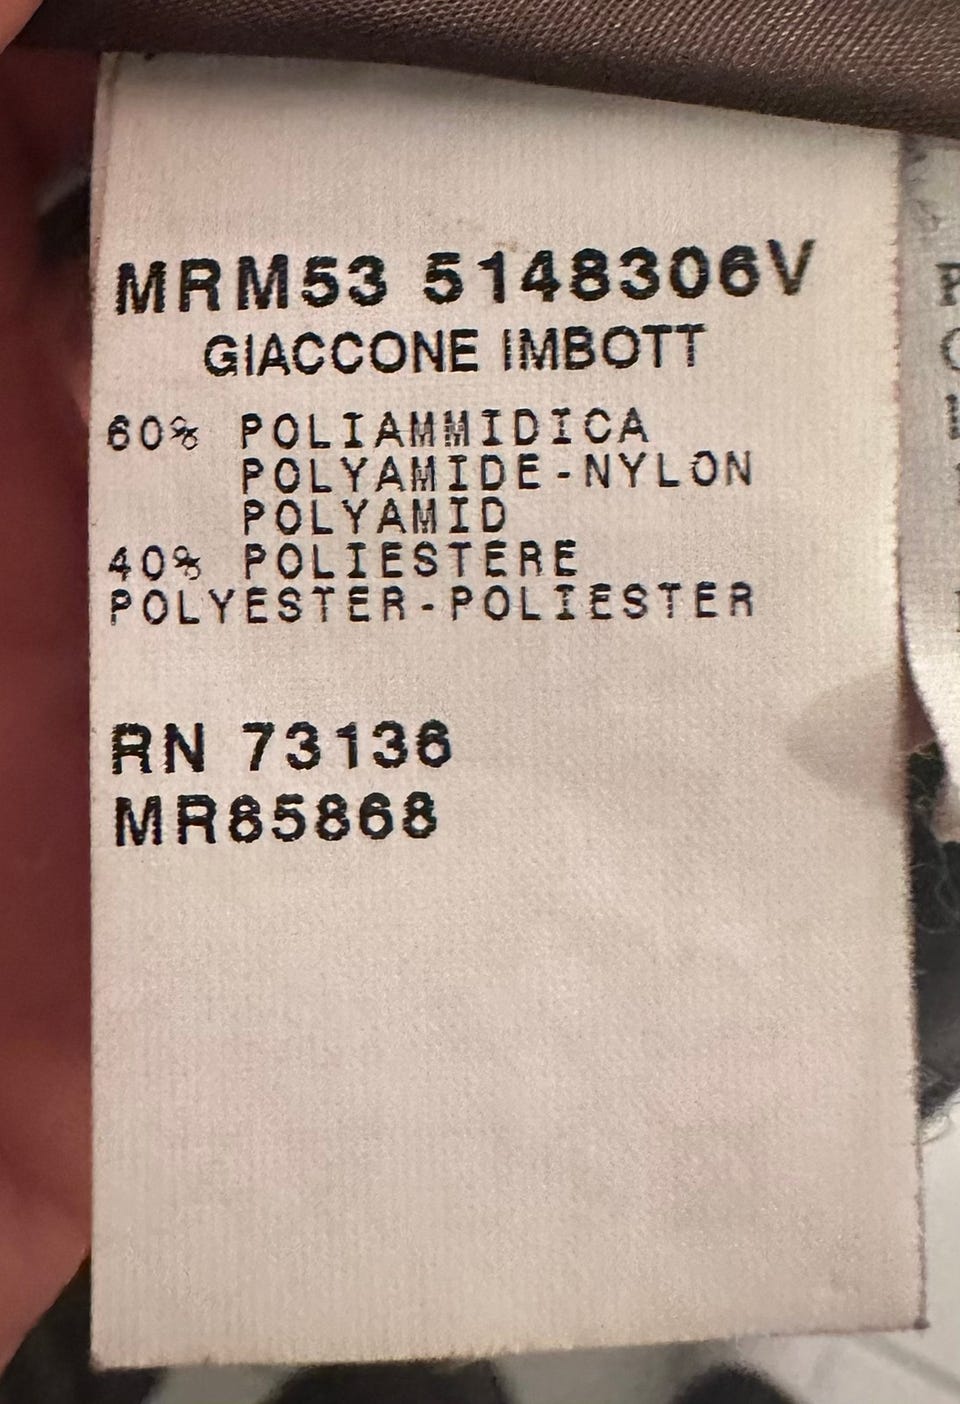 MRM53 5148306V
GIACCONE IMBOTT
60% POLIAMMIDICA
POLYAMIDE-NYLON
POLYAMID
40% POLIESTERE
POLYESTER-POLIESTER
RN 73136
MR65868